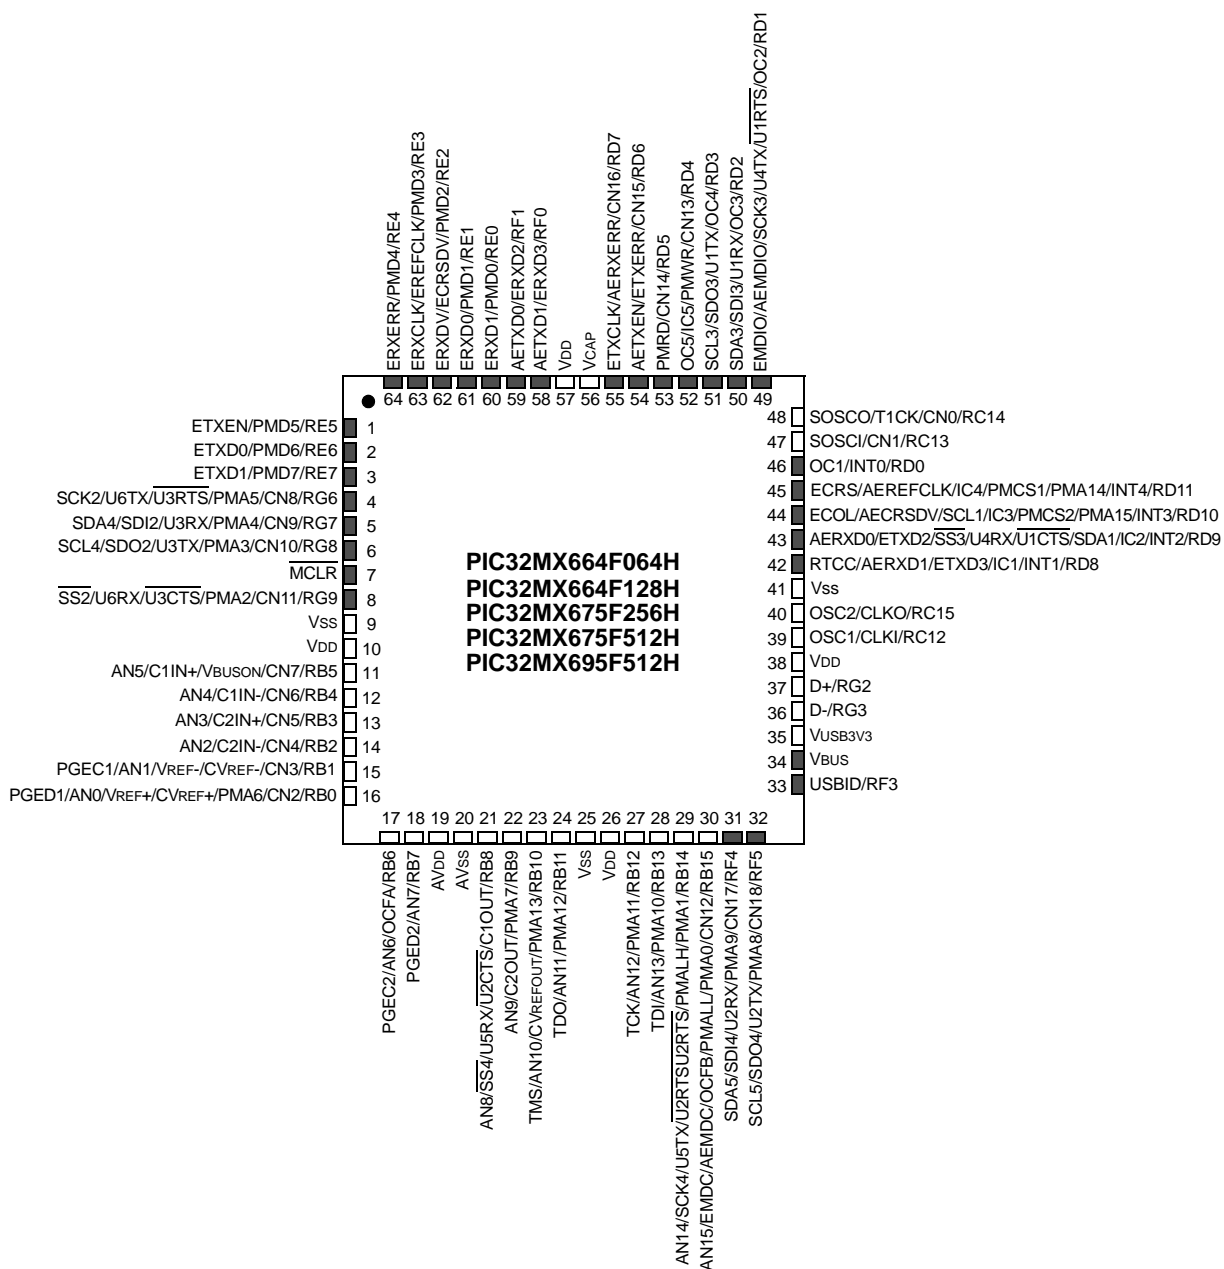 ERXERR/PMD4/RE4
ERXCLK/EREFCLK/PMD3/RE3
ERXDV/ECRSDV/PMD2/RE2
ERXD0/PMD1/RE1
ERXD1/PMD0/RE0
AETXD0/ERXD2/RF1
AETXD1/ERXD3/RF0
VDD
VCAP
ETXCLK/AERXERR/CN16/RD7
AETXEN/ETXERR/CN15/RD6
PMRD/CN14/RD5
OC5/IC5/PMWR/CN13/RD4
SCL3/SDO3/U1TX/OC4/RD3
SDA3/SDI3/U1RX/OC3/RD2
EMDIO/AEMDIO/SCK3/U4TX/U1RTS/OC2/RD1
64 63 62 61 60 59 58 57 56 55 54 53 52 51 50 49
ETXEN/PMD5/RE5 1
ETXD0/PMD6/RE6 2
ETXD1/PMD7/RE7 3
SCK2/U6TX/U3RTS/PMA5/CN8/RG6 4
SDA4/SDI2/U3RX/PMA4/CN9/RG7 5
SCL4/SDO2/U3TX/PMA3/CN10/RG8 6
MCLR 7
SS2/U6RX/U3CTS/PMA2/CN11/RG9 8
VSS 9
VDD 10
AN5/C1IN+/VBUSON/CN7/RB5 11
AN4/C1IN-/CN6/RB4 12
AN3/C2IN+/CN5/RB3 13
AN2/C2IN-/CN4/RB2 14
PGEC1/AN1/VREF-/CVREF-/CN3/RB1 15
PGED1/AN0/VREF+/CVREF+/PMA6/CN2/RB0 16
PIC32MX664F064H
PIC32MX664F128H
PIC32MX675F256H
PIC32MX675F512H
PIC32MX695F512H
48 SOSCO/T1CK/CN0/RC14
47 SOSCI/CN1/RC13
46 OC1/INT0/RD0
45 ECRS/AEREFCLK/IC4/PMCS1/PMA14/INT4/RD11
44 ECOL/AECRSDV/SCL1/IC3/PMCS2/PMA15/INT3/RD10
43 AERXD0/ETXD2/SS3/U4RX/U1CTS/SDA1/IC2/INT2/RD9
42 RTCC/AERXD1/ETXD3/IC1/INT1/RD8
41 Vss
40 OSC2/CLKO/RC15
39 OSC1/CLKI/RC12
38 VDD
37 D+/RG2
36 D-/RG3
35 VUSB3V3
34 VBUS
33 USBID/RF3
17 18 19 20 21 22 23 24 25 26 27 28 29 30 31 32
PGEC2/AN6/OCFA/RB6
PGED2/AN7/RB7
AVDD
AVSS
AN8/SS4/U5RX/U2CTS/C1OUT/RB8
AN9/C2OUT/PMA7/RB9
TMS/AN10/CVREFOUT/PMA13/RB10
TDO/AN11/PMA12/RB11
VSS
VDD
TCK/AN12/PMA11/RB12
TDI/AN13/PMA10/RB13
AN14/SCK4/U5TX/U2RTSU2RTS/PMALH/PMA1/RB14
AN15/EMDC/AEMDC/OCFB/PMALL/PMA0/CN12/RB15
SDA5/SDI4/U2RX/PMA9/CN17/RF4
SCL5/SDO4/U2TX/PMA8/CN18/RF5